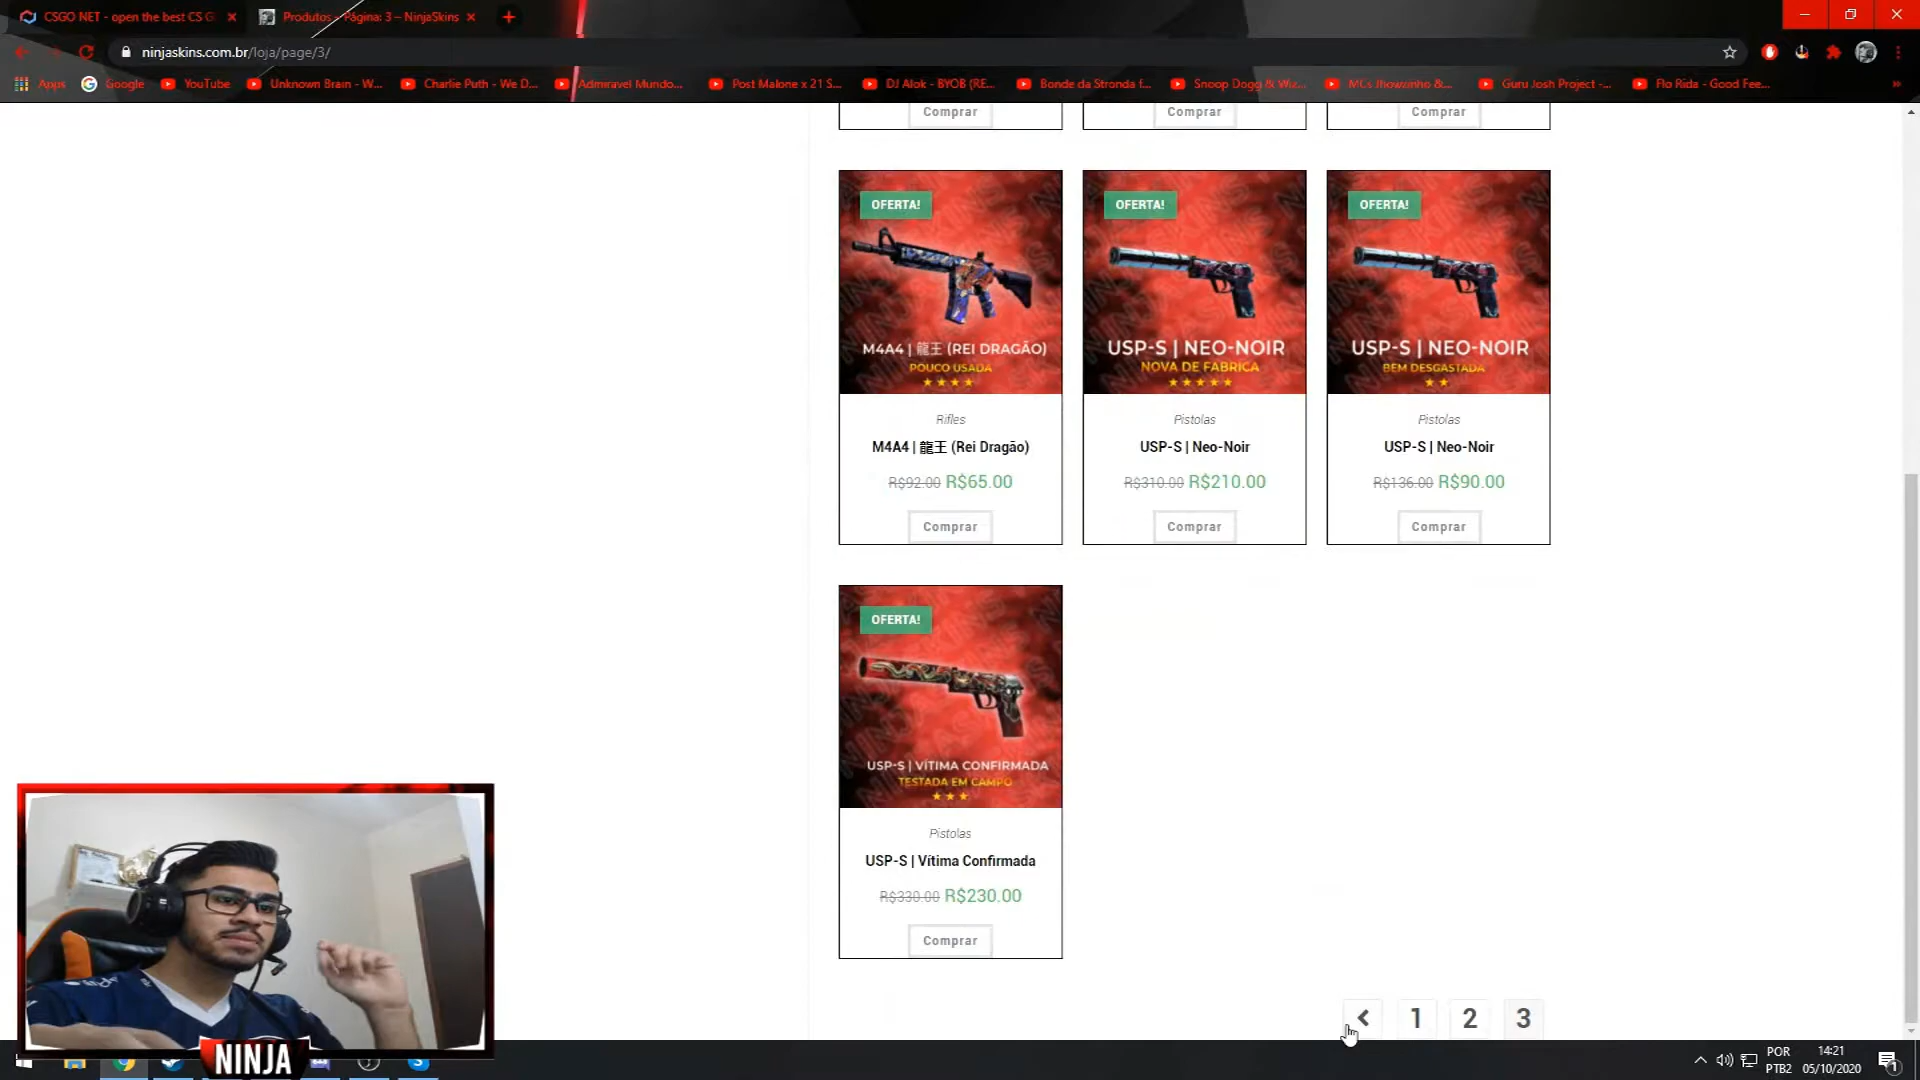 CSGO NET - open the best CS G
Produtos - Página: 3 – NinjaSkins
ninjaskins.com.br/loja/page/3/
Apps
Google
YouTube
Unknown Brain - W...
Charlie Puth - We D...
Admiravel Mundo...
Post Malone x 21 S...
DJ Alok - BYOB (RE...
Bonde da Stronda f...
Snoop Dogg & Wiz...
MCs Jhowzinho &...
Guru Josh Project -...
Flo Rida - Good Fee...
Comprar
Comprar
Comprar
OFERTA!
M4A4 | 龍王 (REI DRAGÃO)
POUCO USADA
Rifles
M4A4 | 龍王 (Rei Dragão)
R$92.00 R$65.00
Comprar
OFERTA!
USP-S | NEO-NOIR
NOVA DE FABRICA
Pistolas
USP-S | Neo-Noir
R$310.00 R$210.00
Comprar
OFERTA!
USP-S | NEO-NOIR
BEM DESGASTADA
Pistolas
USP-S | Neo-Noir
R$136.00 R$90.00
Comprar
OFERTA!
USP-S | VÍTIMA CONFIRMADA
TESTADA EM CAMPO
Pistolas
USP-S | Vítima Confirmada
R$330.00 R$230.00
Comprar
1 2 3
NINJA
POR
PTB2
14:21
05/10/2020
1